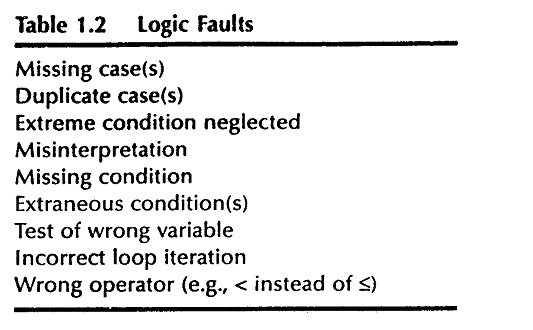 Table 1.2 Logic Faults
Missing case(s)
Duplicate case(s)
Extreme condition neglected
Misinterpretation
Missing condition
Extraneous condition(s)
Test of wrong variable
Incorrect loop iteration
Wrong operator (e.g., < instead of ≤)